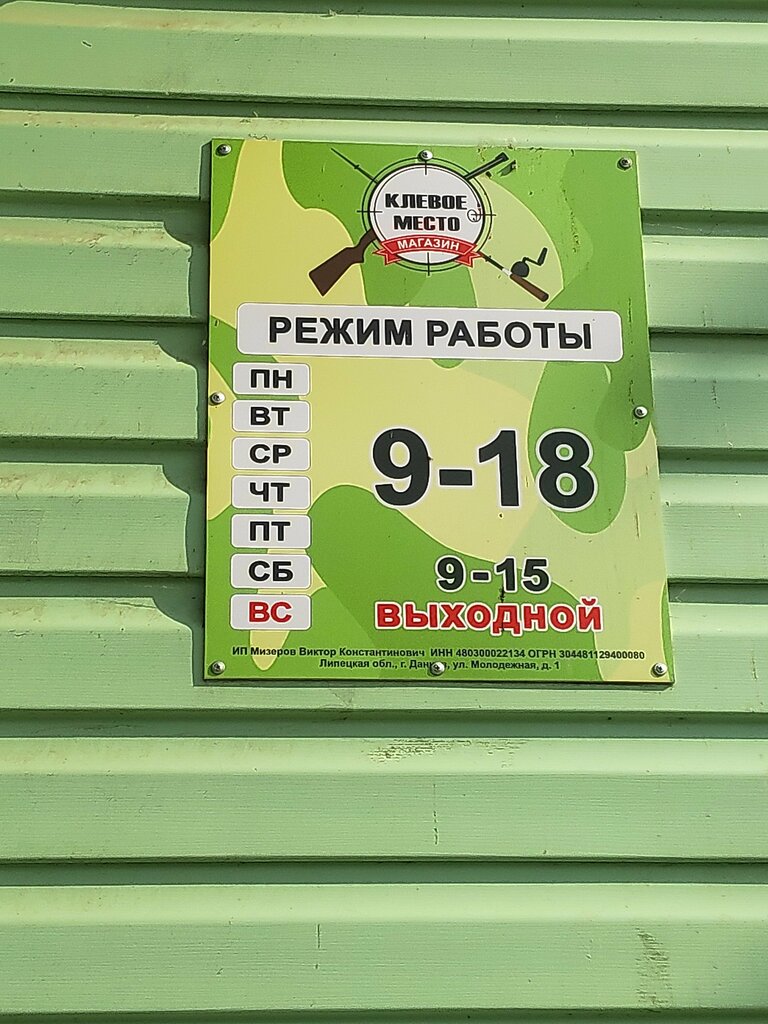 КЛЕВОЕ
МЕСТО
МАГАЗИН
РЕЖИМ РАБОТЫ
ПН
ВТ
СР
9-18
ЧТ
ПТ
СБ 9-15
ВС ВЫХОДНОЙ
ИП Мизеров Виктор Константинович ИНН 480300022134 ОГРН 304481129400080
Липецкая обл., г. ул. Молодежная, д. 1